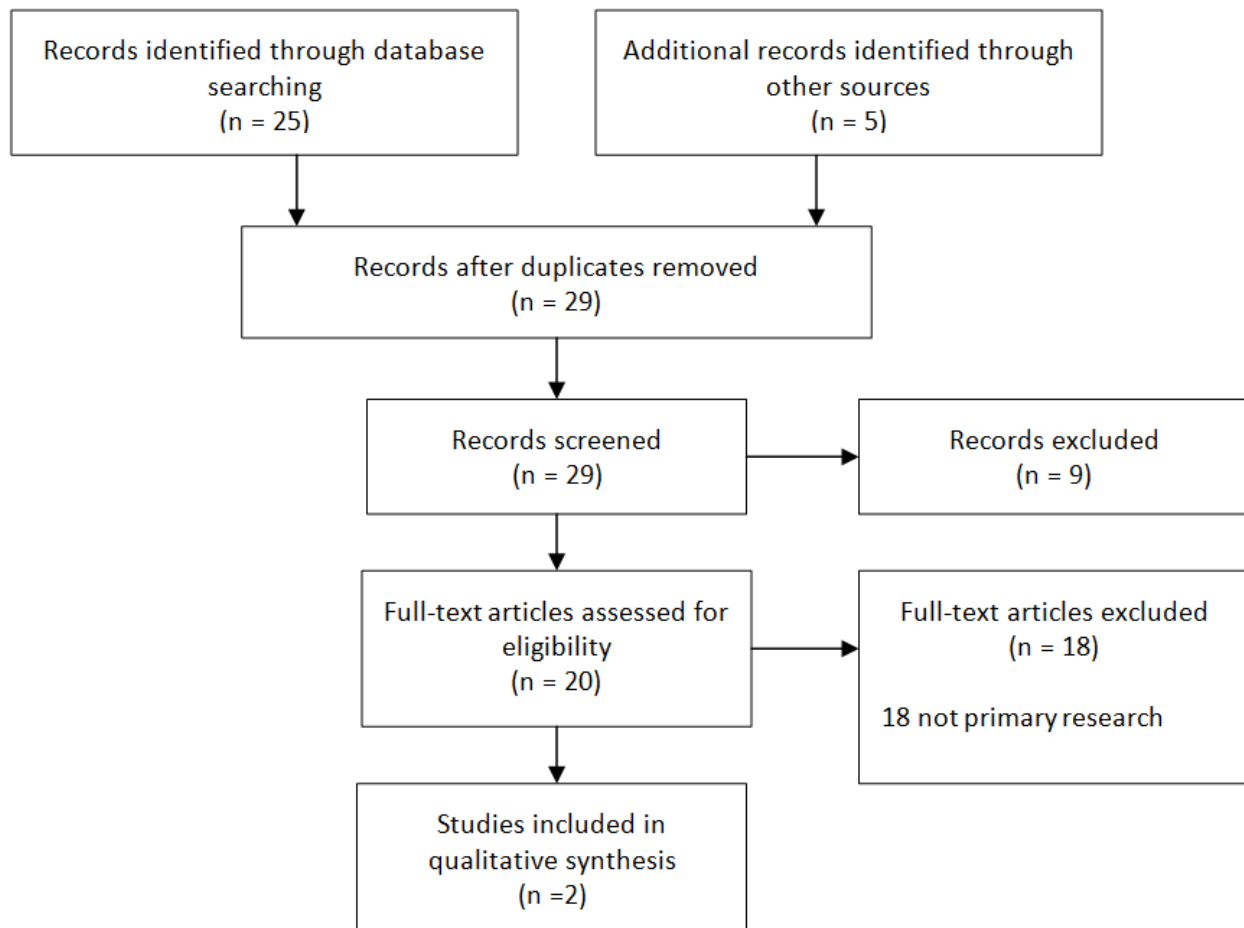 Records identified through database
searching
(n = 25)
Additional records identified through
other sources
(n = 5)
Records after duplicates removed
(n = 29)
Records screened
(n = 29)
Records excluded
(n = 9)
Full-text articles assessed for
eligibility
(n = 20)
Full-text articles excluded
(n = 18)
18 not primary research
Studies included in
qualitative synthesis
(n =2)